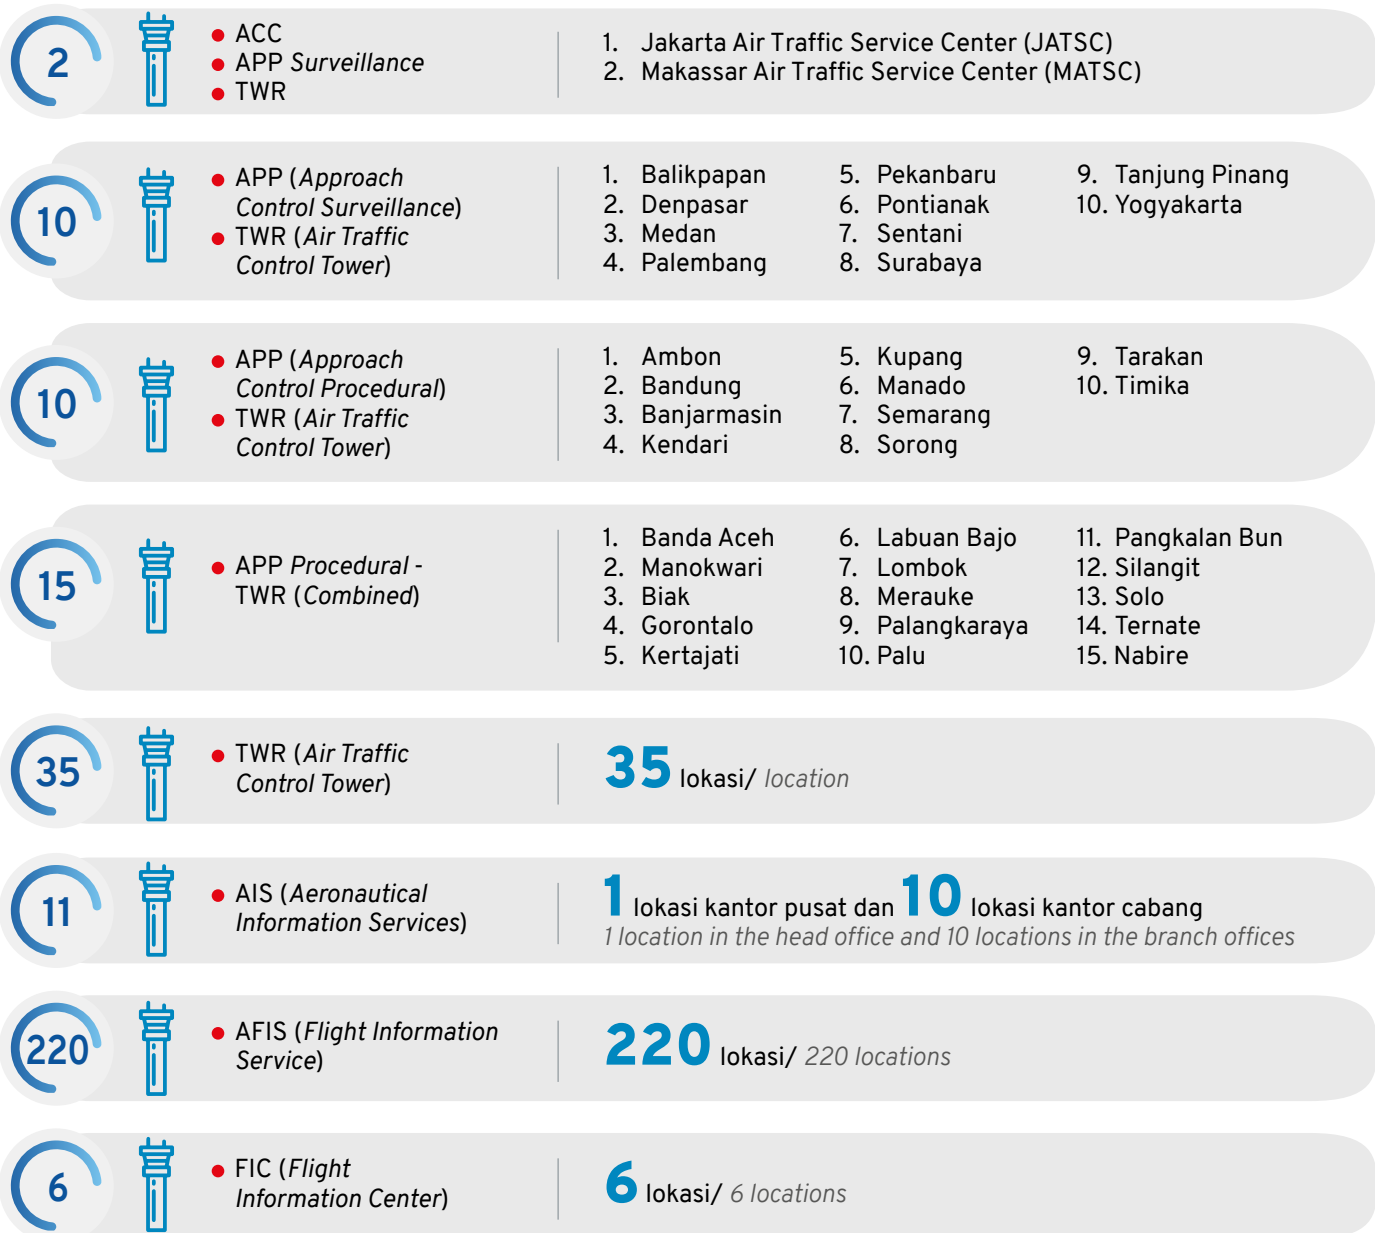 2
● ACC
● APP Surveillance
● TWR
1. Jakarta Air Traffic Service Center (JATSC)
2. Makassar Air Traffic Service Center (MATSC)
10
● APP (Approach
Control Surveillance)
● TWR (Air Traffic
Control Tower)
1. Balikpapan
2. Denpasar
3. Medan
4. Palembang
5. Pekanbaru
6. Pontianak
7. Sentani
8. Surabaya
9. Tanjung Pinang
10. Yogyakarta
10
● APP (Approach
Control Procedural)
● TWR (Air Traffic
Control Tower)
1. Ambon
2. Bandung
3. Banjarmasin
4. Kendari
5. Kupang
6. Manado
7. Semarang
8. Sorong
9. Tarakan
10. Timika
15
● APP Procedural -
TWR (Combined)
1. Banda Aceh
2. Manokwari
3. Biak
4. Gorontalo
5. Kertajati
6. Labuan Bajo
7. Lombok
8. Merauke
9. Palangkaraya
10. Palu
11. Pangkalan Bun
12. Silangit
13. Solo
14. Ternate
15. Nabire
35
● TWR (Air Traffic
Control Tower)
35 lokasi/ location
11
● AIS (Aeronautical
Information Services)
1 lokasi kantor pusat dan 10 lokasi kantor cabang
1 location in the head office and 10 locations in the branch offices
220
● AFIS (Flight Information
Service)
220 lokasi/ 220 locations
6
● FIC (Flight
Information Center)
6 lokasi/ 6 locations